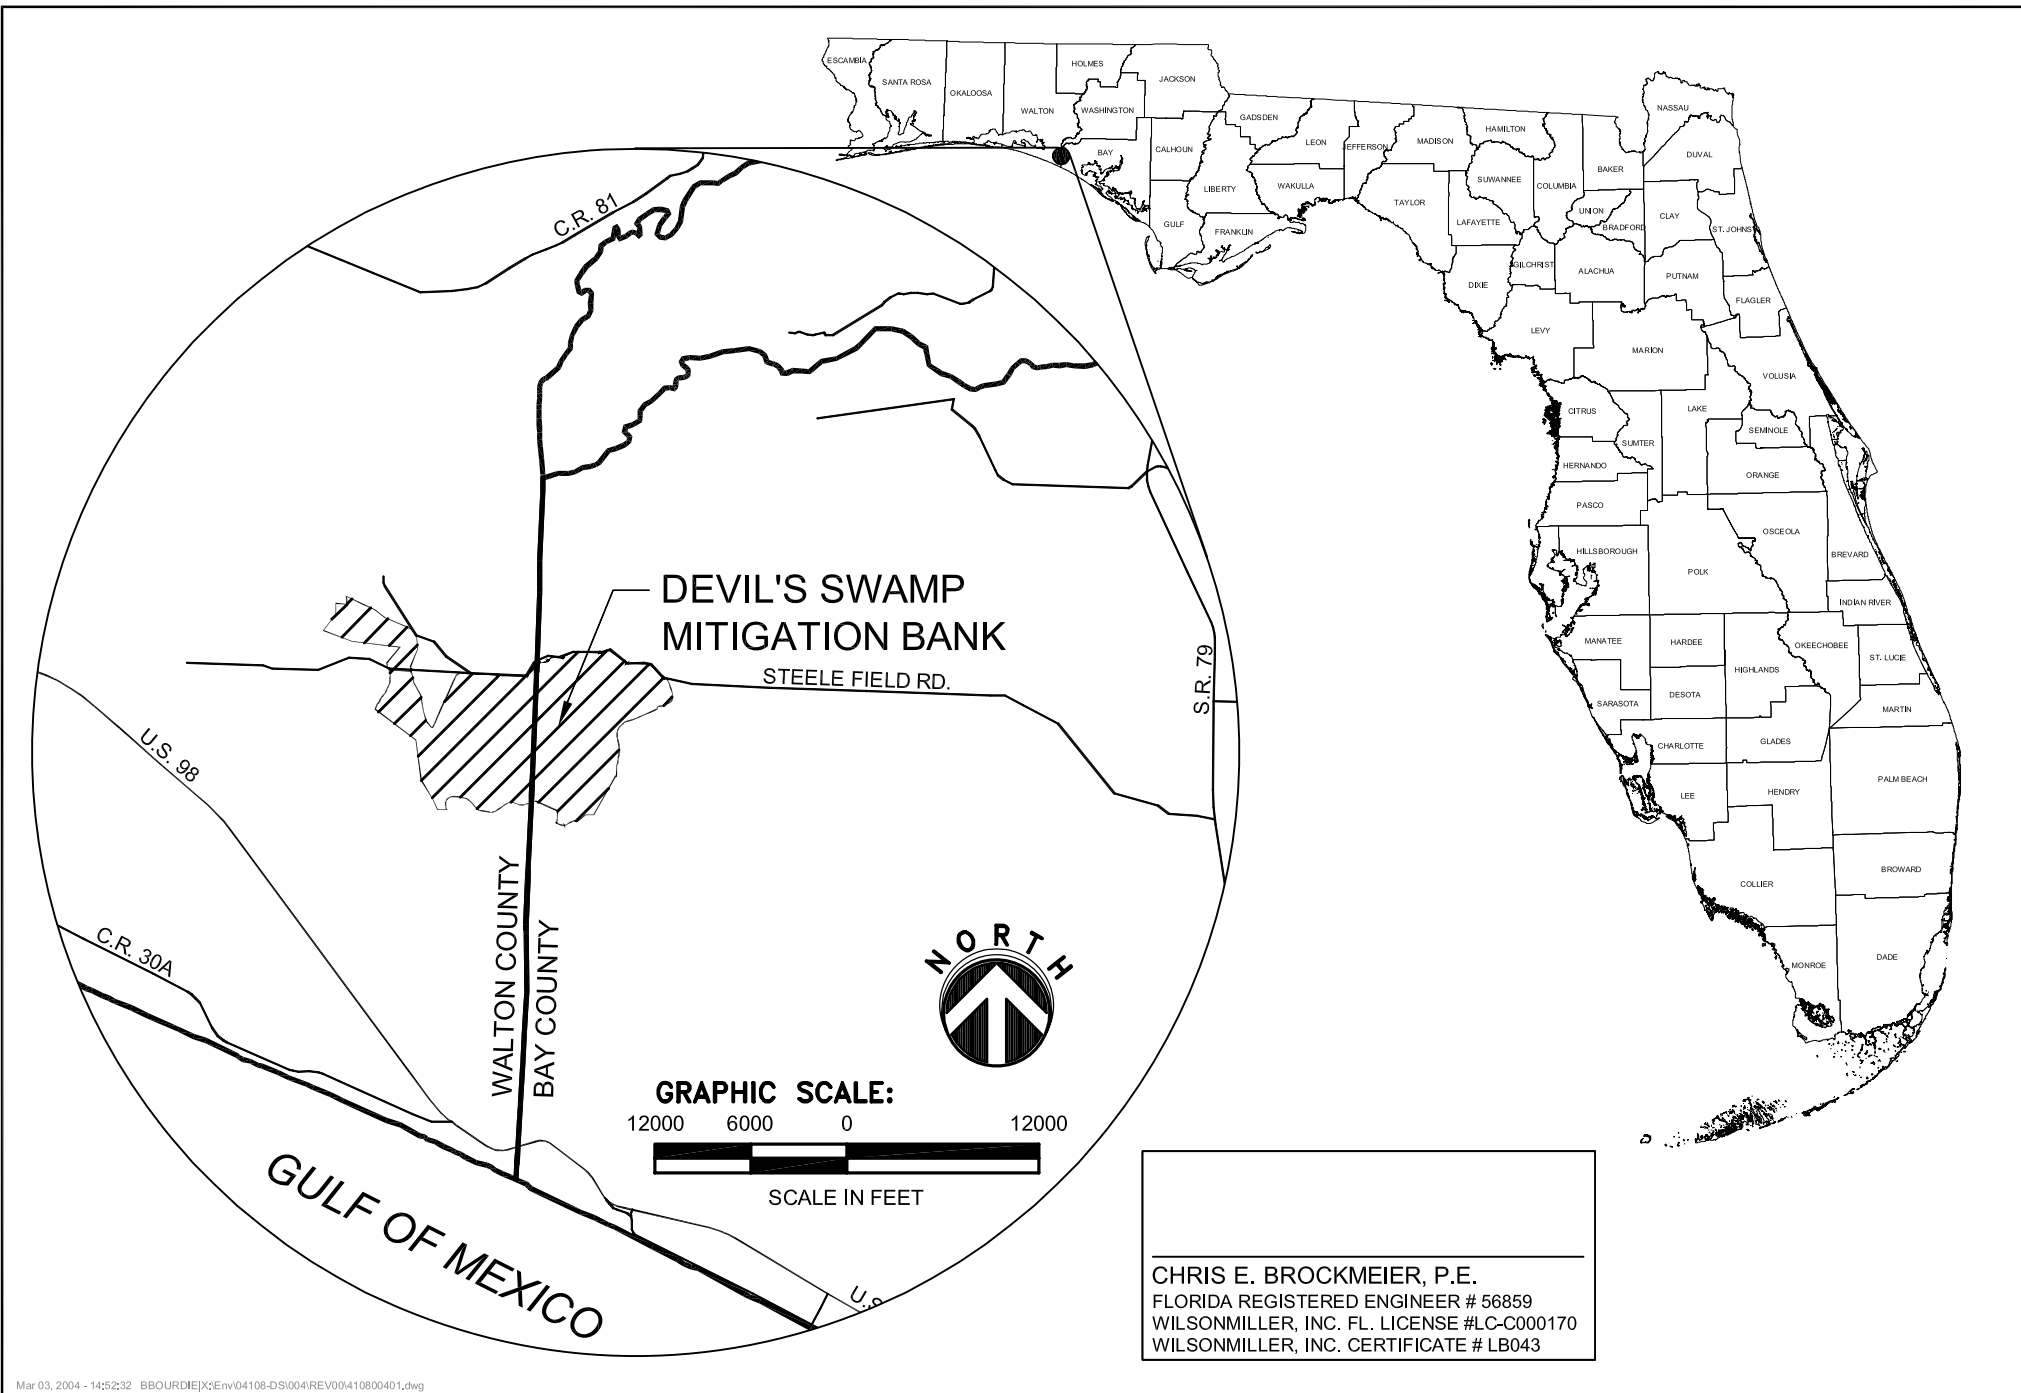 ESCAMBIA
SANTA ROSA
OKALOOSA
WALTON
HOLMES
WASHINGTON
JACKSON
BAY
CALHOUN
GULF
GADSDEN
LIBERTY
FRANKLIN
LEON
WAKULLA
JEFFERSON
MADISON
TAYLOR
HAMILTON
SUWANNEE
LAFAYETTE
DIXIE
COLUMBIA
GILCHRIST
BAKER
UNION
BRADFORD
ALACHUA
LEVY
NASSAU
DUVAL
CLAY
ST. JOHNS
PUTNAM
FLAGLER
MARION
VOLUSIA
CITRUS
SUMTER
LAKE
SEMINOLE
HERNANDO
ORANGE
PASCO
OSCEOLA
BREVARD
HILLSBOROUGH
POLK
INDIAN RIVER
MANATEE
HARDEE
HIGHLANDS
OKEECHOBEE
ST. LUCIE
SARASOTA
DESOTA
MARTIN
CHARLOTTE
GLADES
PALM BEACH
LEE
HENDRY
COLLIER
BROWARD
MONROE
DADE
C.R. 81
DEVIL'S SWAMP
MITIGATION BANK
STEELE FIELD RD.
S.R. 79
U.S. 98
C.R. 30A
WALTON COUNTY
BAY COUNTY
NORTH
GRAPHIC SCALE:
12000 6000 0 12000
SCALE IN FEET
GULF OF MEXICO
U.S
CHRIS E. BROCKMEIER, P.E.
FLORIDA REGISTERED ENGINEER # 56859
WILSONMILLER, INC. FL. LICENSE #LC-C000170
WILSONMILLER, INC. CERTIFICATE # LB043
Mar 03, 2004 - 14:52:32 BBOURDIE|X:\Env\04108-DS\004\REV00\410800401.dwg